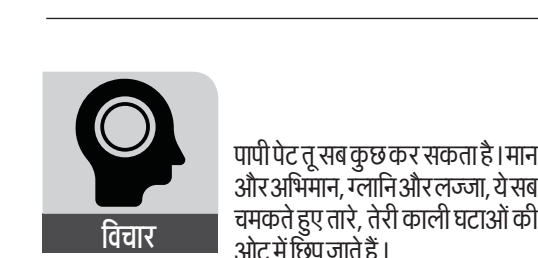 पापी पेट तू सब कुछ कर सकता है। मान
और अभिमान, ग्लानि और लज्जा, ये सब
चमकते हुए तारे, तेरी काली घटाओं की
ओट में छिप जाते हैं।
विचार